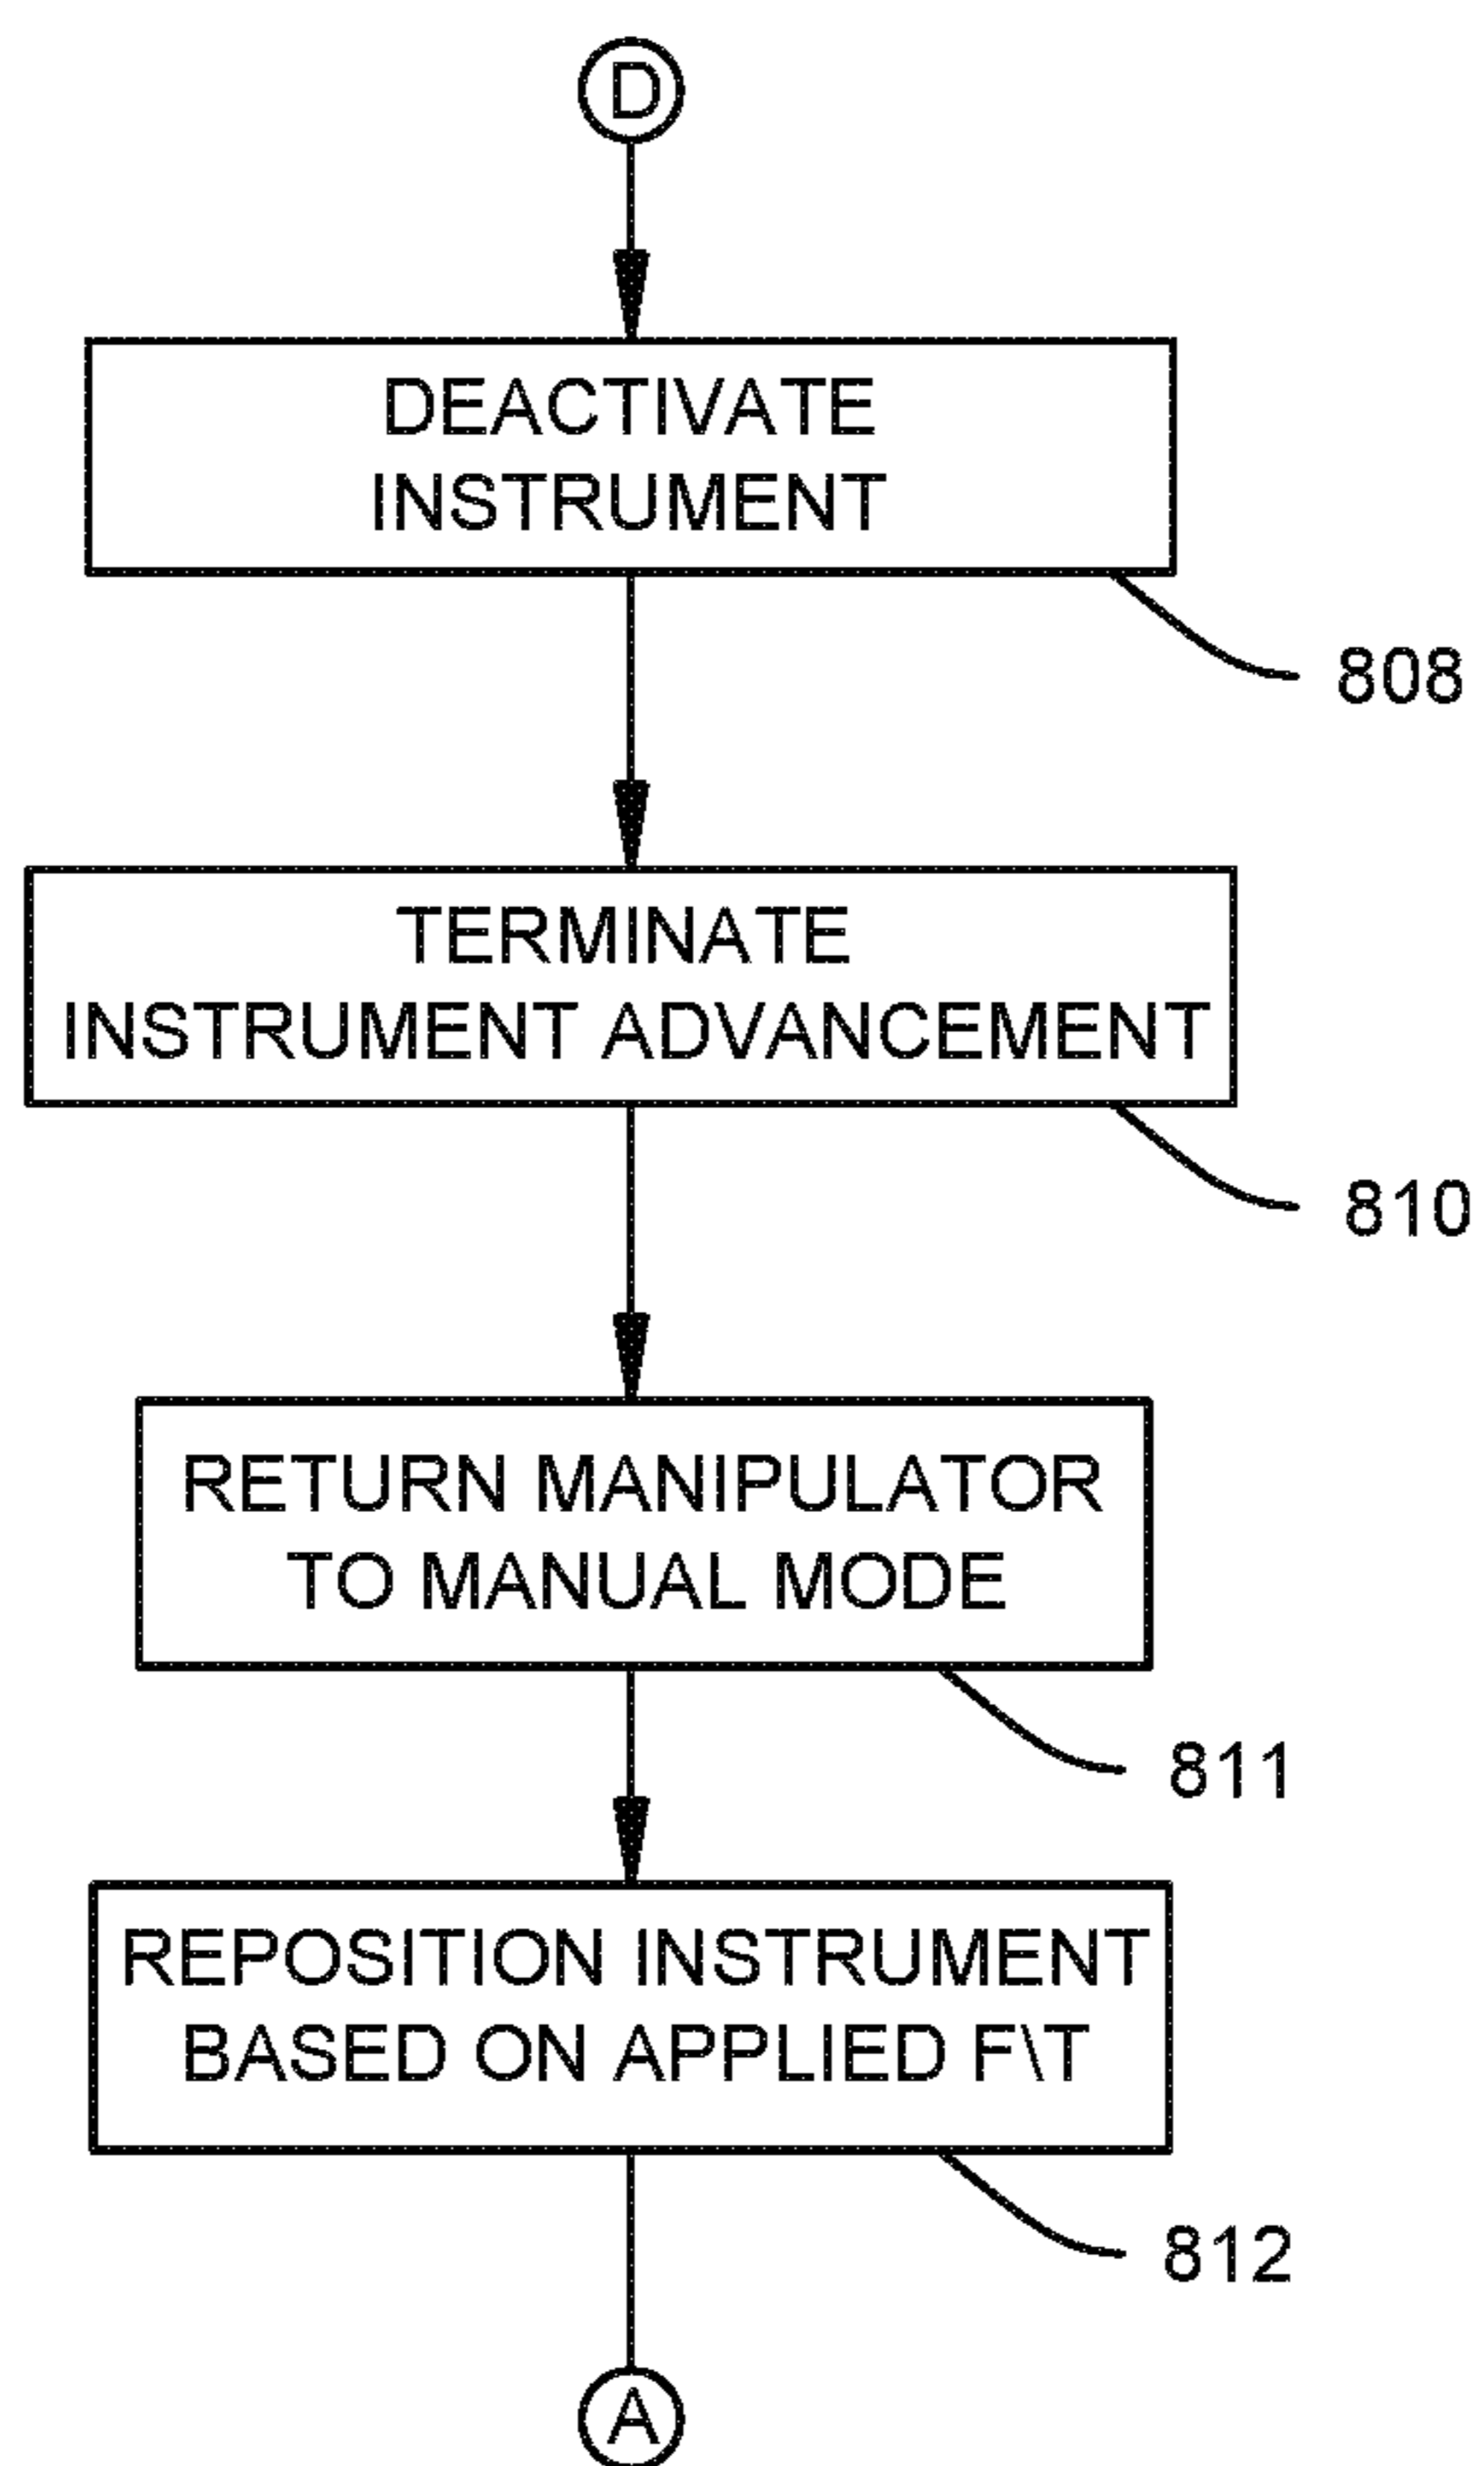 D
DEACTIVATE
INSTRUMENT
808
TERMINATE
INSTRUMENT ADVANCEMENT
810
RETURN MANIPULATOR
TO MANUAL MODE
811
REPOSITION INSTRUMENT
BASED ON APPLIED F\T
812
A